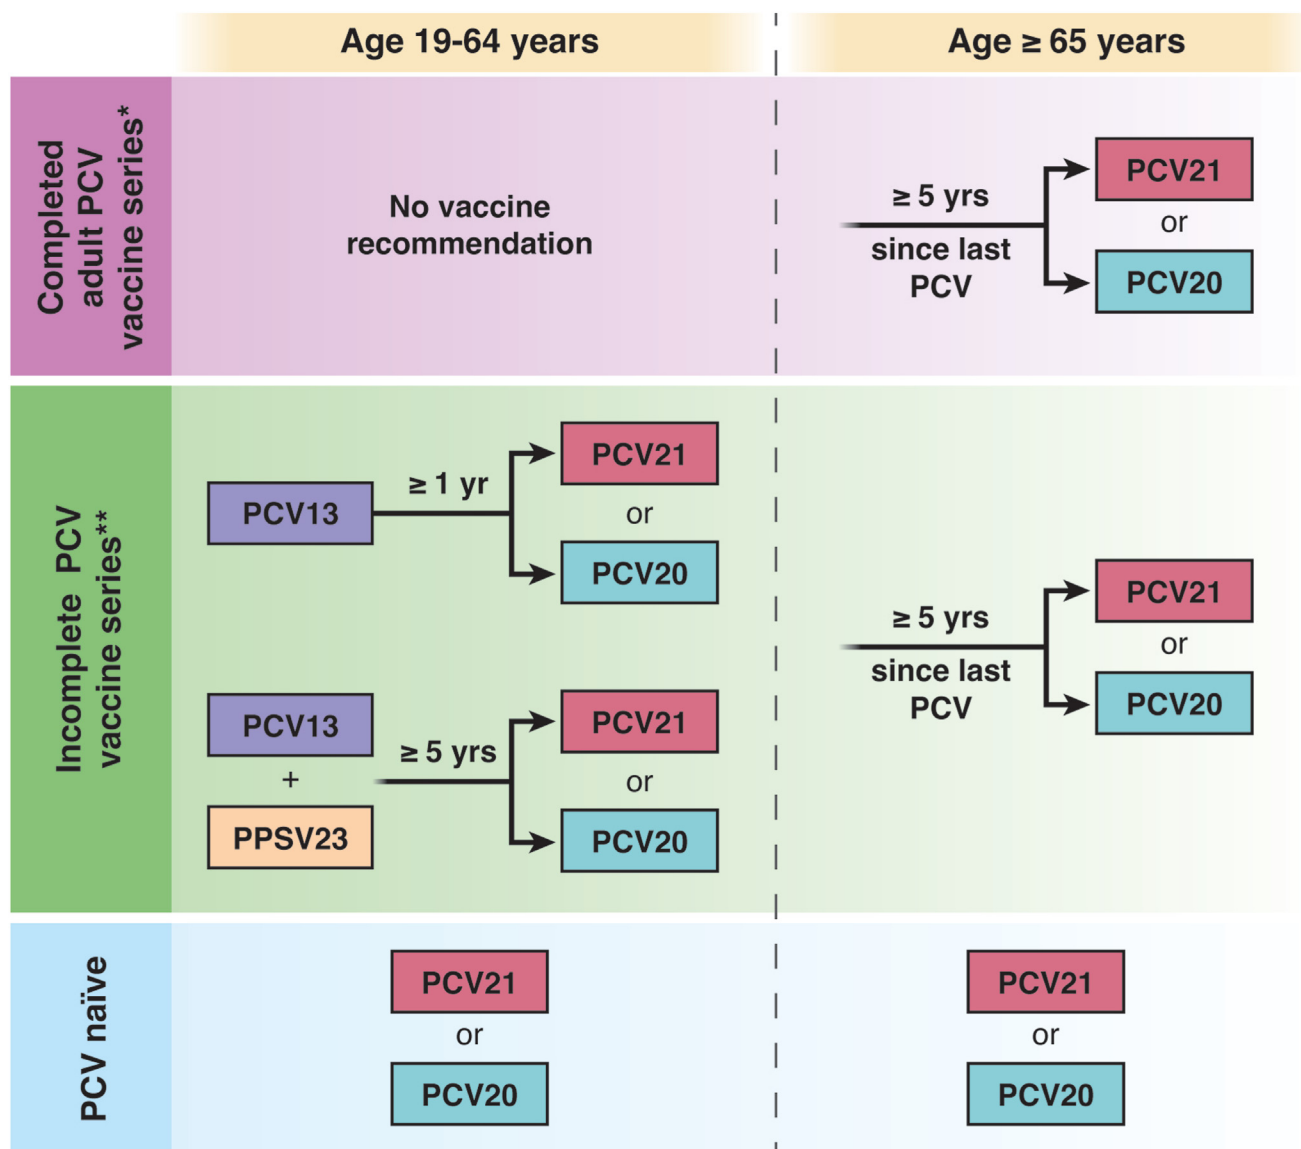 Age 19-64 years
Age ≥ 65 years
Completed
adult PCV
vaccine series*
No vaccine
recommendation
≥ 5 yrs
since last
PCV
PCV21
or
PCV20
Incomplete PCV
vaccine series**
PCV13
≥ 1 yr
PCV21
or
PCV20
PCV13
+
PPSV23
≥ 5 yrs
PCV21
or
PCV20
≥ 5 yrs
since last
PCV
PCV21
or
PCV20
PCV naïve
PCV21
or
PCV20
PCV21
or
PCV20